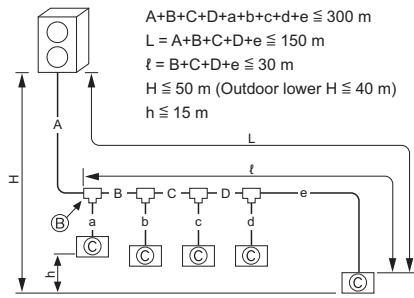 A+B+C+D+a+b+c+d+e ≦ 300 m
L = A+B+C+D+e ≦ 150 m
ℓ = B+C+D+e ≦ 30 m
H ≦ 50 m (Outdoor lower H ≦ 40 m)
h ≦ 15 m
A
L
H
ℓ
B C D e
Ⓑ a b c d
Ⓒ Ⓒ Ⓒ Ⓒ
h
Ⓒ